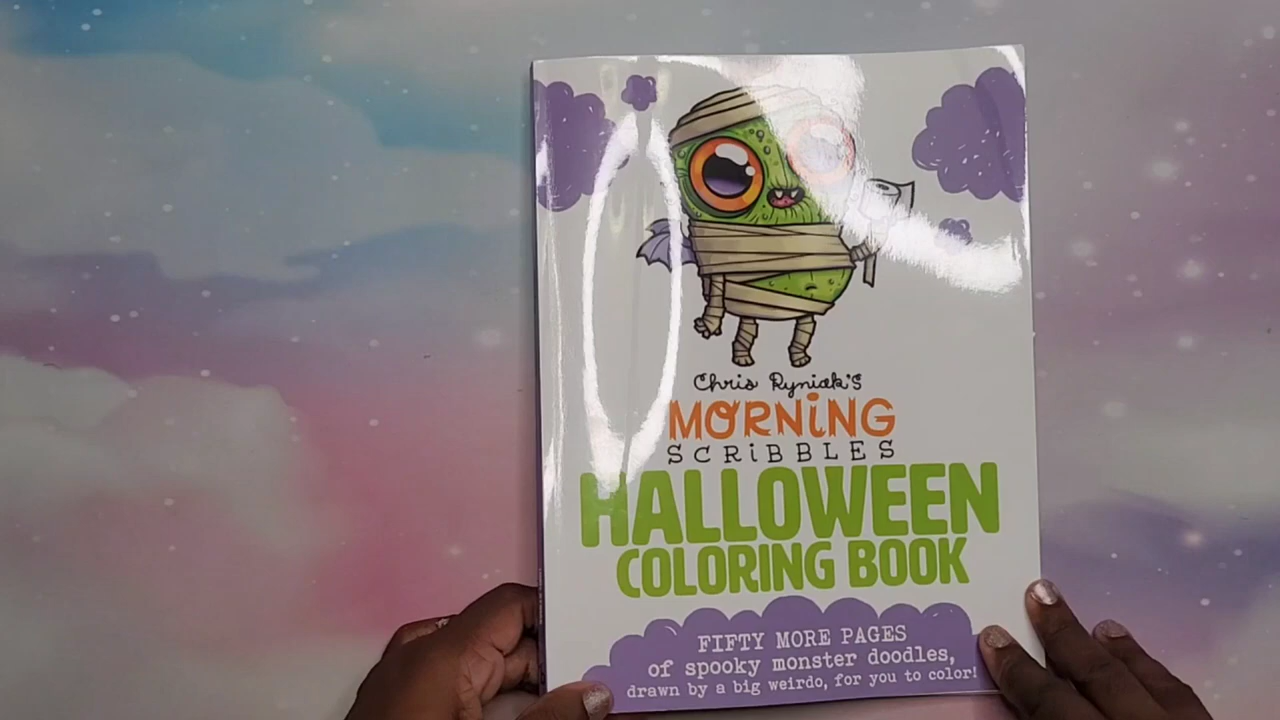 Chris Ryniak's
MORNiNG
SCRiBBLES
HALLOWEEN
COLORING BOOK
FIFTY MORE PAGES
of spooky monster doodles,
drawn by a big weirdo, for you to color!